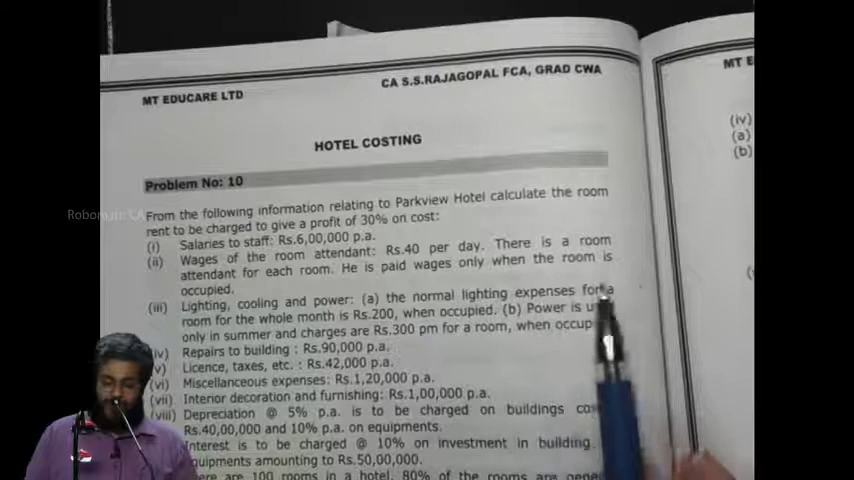 MT EDUCARE LTD
CA S.S.RAJAGOPAL FCA, GRAD CWA
HOTEL COSTING
Problem No: 10
From the following information relating to Parkview Hotel calculate the room
rent to be charged to give a profit of 30% on cost:
(i) Salaries to staff: Rs.6,00,000 p.a.
(ii) Wages of the room attendant: Rs.40 per day. There is a room
attendant for each room. He is paid wages only when the room is
occupied.
(iii) Lighting, cooling and power: (a) the normal lighting expenses for a
room for the whole month is Rs.200, when occupied. (b) Power is
only in summer and charges are Rs.300 pm for a room, when
iv) Repairs to building : Rs.90,000 p.a.
v) Licence, taxes, etc. : Rs.42,000 p.a.
(vi) Miscellaneous expenses: Rs.1,20,000 p.a.
(vii) Interior decoration and furnishing: Rs.1,00,000 p.a.
(viii) Depreciation @ 5% p.a. is to be charged on buildings
Rs.40,00,000 and 10% p.a. on equipments.
Interest is to be charged @ 10% on investment in building
quipments amounting to Rs.50,00,000.
ere are 100 rooms in a hotel, 80% of the rooms are
MT E
(iv)
(a)
(b)